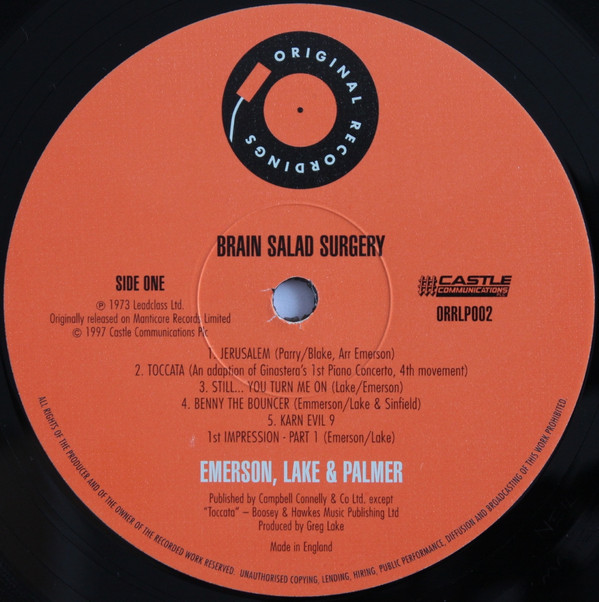 ORIGINAL RECORDINGS
BRAIN SALAD SURGERY
SIDE ONE
℗ 1973 Leadclass Ltd.
Originally released on Manticore Records Limited
© 1997 Castle Communications Plc
CASTLE
COMMUNICATIONS
PLC
ORRLP002
1. JERUSALEM (Parry/Blake, Arr Emerson)
2. TOCCATA (An adaption of Ginastera's 1st Piano Concerto, 4th movement)
3. STILL... YOU TURN ME ON (Lake/Emerson)
4. BENNY THE BOUNCER (Emmerson/Lake & Sinfield)
5. KARN EVIL 9
1st IMPRESSION - PART 1 (Emerson/Lake)
EMERSON, LAKE & PALMER
Published by Campbell Connelly & Co Ltd. except
"Toccata" – Boosey & Hawkes Music Publishing Ltd
Produced by Greg Lake
Made in England
ALL RIGHTS OF THE PRODUCER AND OF THE OWNER OF THE RECORDED WORK RESERVED. UNAUTHORISED COPYING, LENDING, HIRING, PUBLIC PERFORMANCE, DIFFUSION AND BROADCASTING OF THIS WORK PROHIBITED.